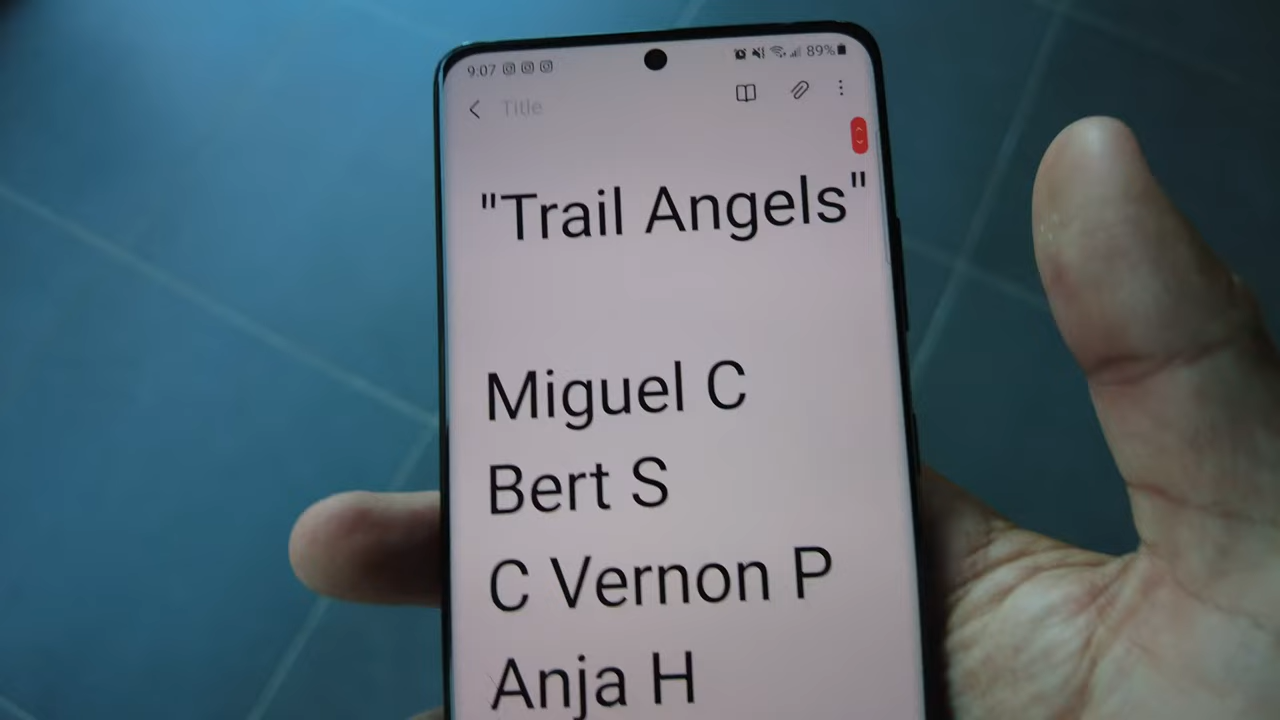 9:07 89%
Title
"Trail Angels"
Miguel C
Bert S
C Vernon P
Anja H